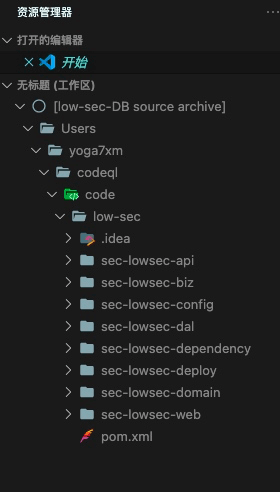 资源管理器
打开的编辑器
开始
无标题 (工作区)
[low-sec-DB source archive]
Users
yoga7xm
codeql
code
low-sec
.idea
sec-lowsec-api
sec-lowsec-biz
sec-lowsec-config
sec-lowsec-dal
sec-lowsec-dependency
sec-lowsec-deploy
sec-lowsec-domain
sec-lowsec-web
pom.xml